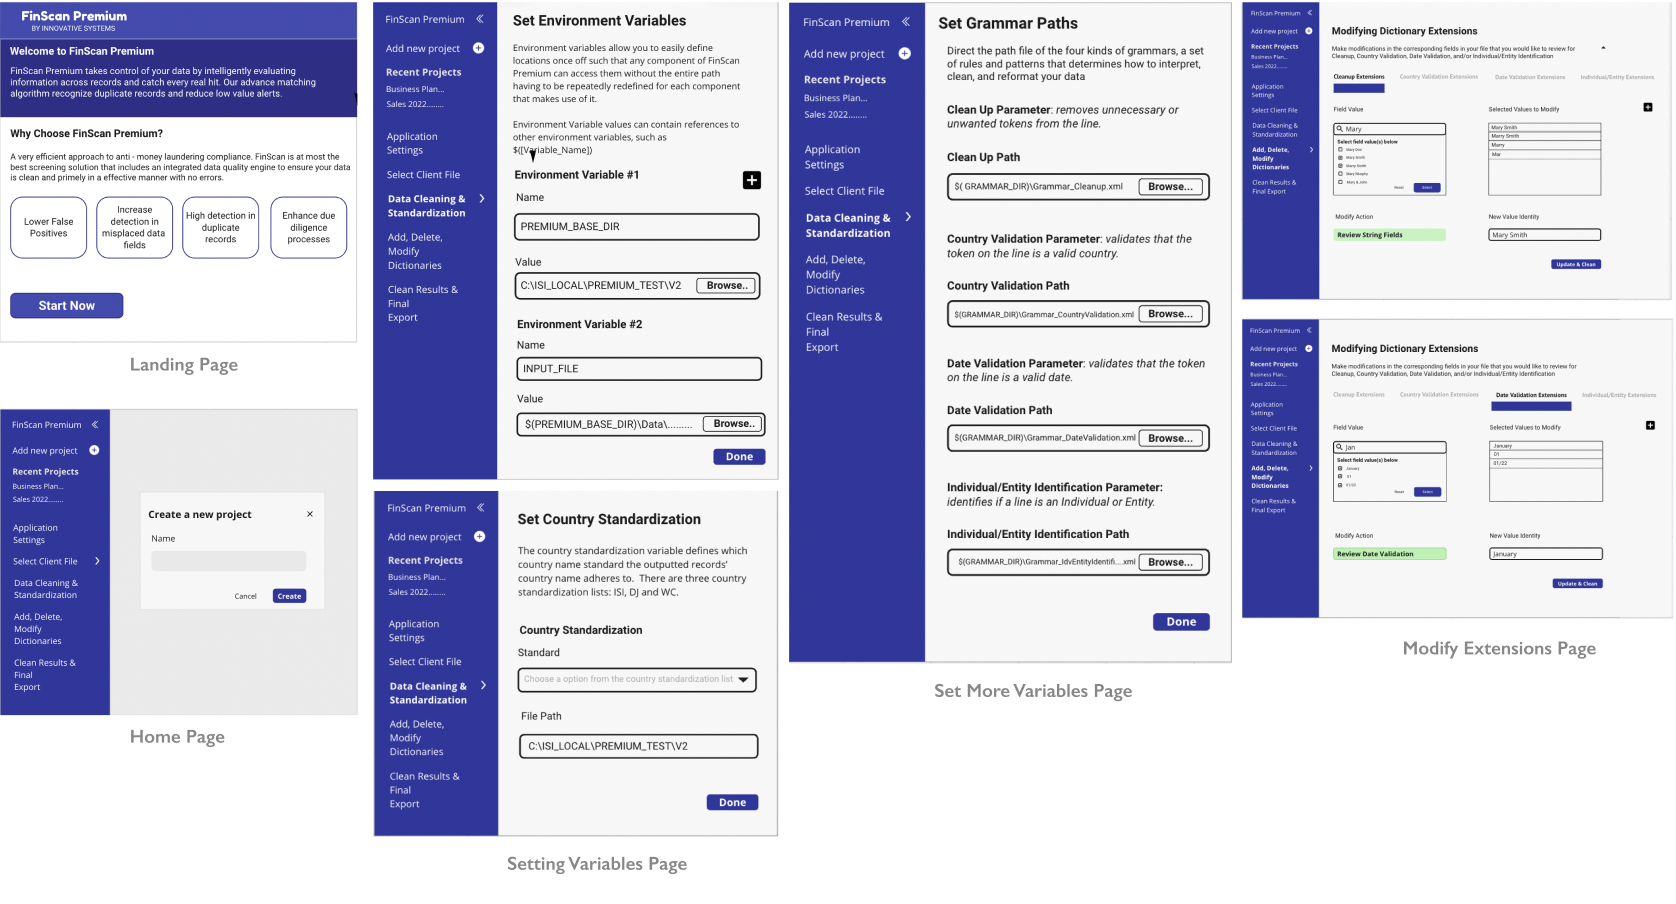 FinScan Premium
BY INNOVATIVE SYSTEMS
Welcome to FinScan Premium
FinScan Premium takes control of your data by intelligently evaluating
information across records and catch every real hit. Our advance matching
algorithm recognize duplicate records and reduce low value alerts.
Why Choose FinScan Premium?
A very efficient approach to anti - money laundering compliance. FinScan is at most the
best screening solution that includes an integrated data quality engine to ensure your data
is clean and primely in a effective manner with no errors.
Lower False
Positives
Increase
detection in
misplaced data
fields
High detection in
duplicate
records
Enhance due
diligence
processes
Start Now
Landing Page
FinScan Premium «
Add new project +
Recent Projects
Business Plan...
Sales 2022........
Application
Settings
Select Client File >
Data Cleaning &
Standardization
Add, Delete,
Modify
Dictionaries
Clean Results &
Final
Export
Create a new project ×
Name
Cancel Create
Home Page
FinScan Premium «
Add new project +
Recent Projects
Business Plan...
Sales 2022........
Application
Settings
Select Client File
Data Cleaning & >
Standardization
Add, Delete,
Modify
Dictionaries
Clean Results &
Final
Export
Set Environment Variables
Environment variables allow you to easily define
locations once off such that any component of FinScan
Premium can access them without the entire path
having to be repeatedly redefined for each component
that makes use of it.
Environment Variable values can contain references to
other environment variables, such as
$([Variable_Name])
Environment Variable #1 +
Name
PREMIUM_BASE_DIR
Value
C:\ISI_LOCAL\PREMIUM_TEST\V2 Browse..
Environment Variable #2
Name
INPUT_FILE
Value
$(PREMIUM_BASE_DIR)\Data\......... Browse..
Done
FinScan Premium «
Add new project +
Recent Projects
Business Plan...
Sales 2022........
Application
Settings
Select Client File
Data Cleaning & >
Standardization
Add, Delete,
Modify
Dictionaries
Clean Results &
Final
Export
Set Country Standardization
The country standardization variable defines which
country name standard the outputted records'
country name adheres to. There are three country
standardization lists: ISI, DJ and WC.
Country Standardization
Standard
Choose a option from the country standardization list
File Path
C:\ISI_LOCAL\PREMIUM_TEST\V2
Done
Setting Variables Page
FinScan Premium «
Add new project +
Recent Projects
Business Plan...
Sales 2022........
Application
Settings
Select Client File
Data Cleaning & >
Standardization
Add, Delete,
Modify
Dictionaries
Clean Results &
Final
Export
Set Grammar Paths
Direct the path file of the four kinds of grammars, a set
of rules and patterns that determines how to interpret,
clean, and reformat your data
Clean Up Parameter: removes unnecessary or
unwanted tokens from the line.
Clean Up Path
$( GRAMMAR_DIR)\Grammar_Cleanup.xml Browse...
Country Validation Parameter: validates that the
token on the line is a valid country.
Country Validation Path
$(GRAMMAR_DIR)\Grammar_CountryValidation.xml Browse...
Date Validation Parameter: validates that the token
on the line is a valid date.
Date Validation Path
$(GRAMMAR_DIR)\Grammar_DateValidation.xml Browse...
Individual/Entity Identification Parameter:
identifies if a line is an Individual or Entity.
Individual/Entity Identification Path
$(GRAMMAR_DIR)\Grammar_IdvEntityIdentifi....xml Browse...
Done
Set More Variables Page
FinScan Premium «
Add new project +
Recent Projects
Business Plan...
Sales 2022........
Application
Settings
Select Client File
Data Cleaning &
Standardization
Add, Delete, >
Modify
Dictionaries
Clean Results &
Final Export
Modifying Dictionary Extensions
Make modifications in the corresponding fields in your file that you would like to review for
Cleanup, Country Validation, Date Validation, and/or Individual/Entity Identification
Cleanup Extensions Country Validation Extensions Date Validation Extensions Individual/Entity Extensions
Field Value Selected Values to Modify +
Mary
Select field value(s) below
Mary Doe
Mary Smith
Marry Smith
Mary Murphy
Mary & John
Reset Select
Mary Smith
Marry Smith
Marry
Mar
Modify Action New Value Identity
Review String Fields Mary Smith
Update & Clean
FinScan Premium «
Add new project +
Recent Projects
Business Plan...
Sales 2022........
Application
Settings
Select Client File
Data Cleaning &
Standardization
Add, Delete, >
Modify
Dictionaries
Clean Results &
Final Export
Modifying Dictionary Extensions
Make modifications in the corresponding fields in your file that you would like to review for
Cleanup, Country Validation, Date Validation, and/or Individual/Entity Identification
Cleanup Extensions Country Validation Extensions Date Validation Extensions Individual/Entity Extensions
Field Value Selected Values to Modify +
Jan
Select field value(s) below
January
01
01/22
Reset Select
January
01
01/22
Modify Action New Value Identity
Review Date Validation January
Update & Clean
Modify Extensions Page